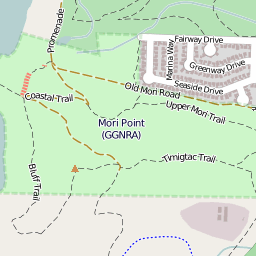 Promenade
Fairway Drive
Marina Way
Greenway Drive
Seaside Drive
Coastal Trail
Old Mori Road
Upper Mori Trail
Mori Point
(GGNRA)
Timigtac Trail
Bluff Trail